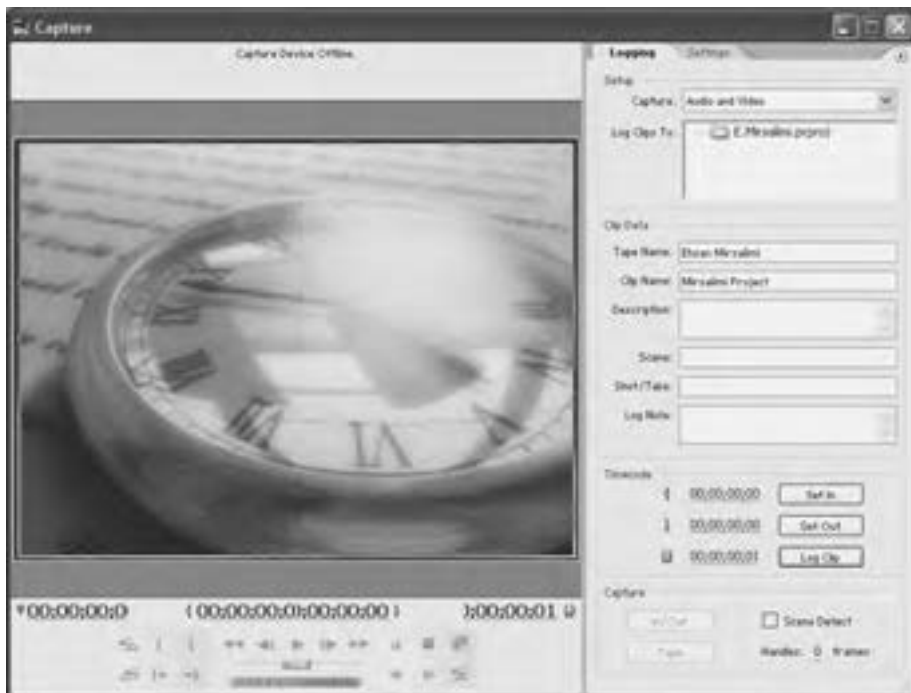 Capture
Capture Device Offline
Logging
Settings
Setup
Capture: Audio and Video
Log Clips To: E.Mirsalimi.prproj
Clip Data
Tape Name: Ehsan Mirsalimi
Clip Name: Mirsalimi Project
Description:
Scene:
Shot/Take:
Log Note:
Timecode
{ 00;00;00;00 Set In
} 00;00;00;00 Set Out
00;00;00;01 Log Clip
00;00;00;0 { 00;00;00;0 00;00;00;00 } ;00;00;01
Capture
In/Out
Scene Detect
Tape
Handles: 0 frames
VI